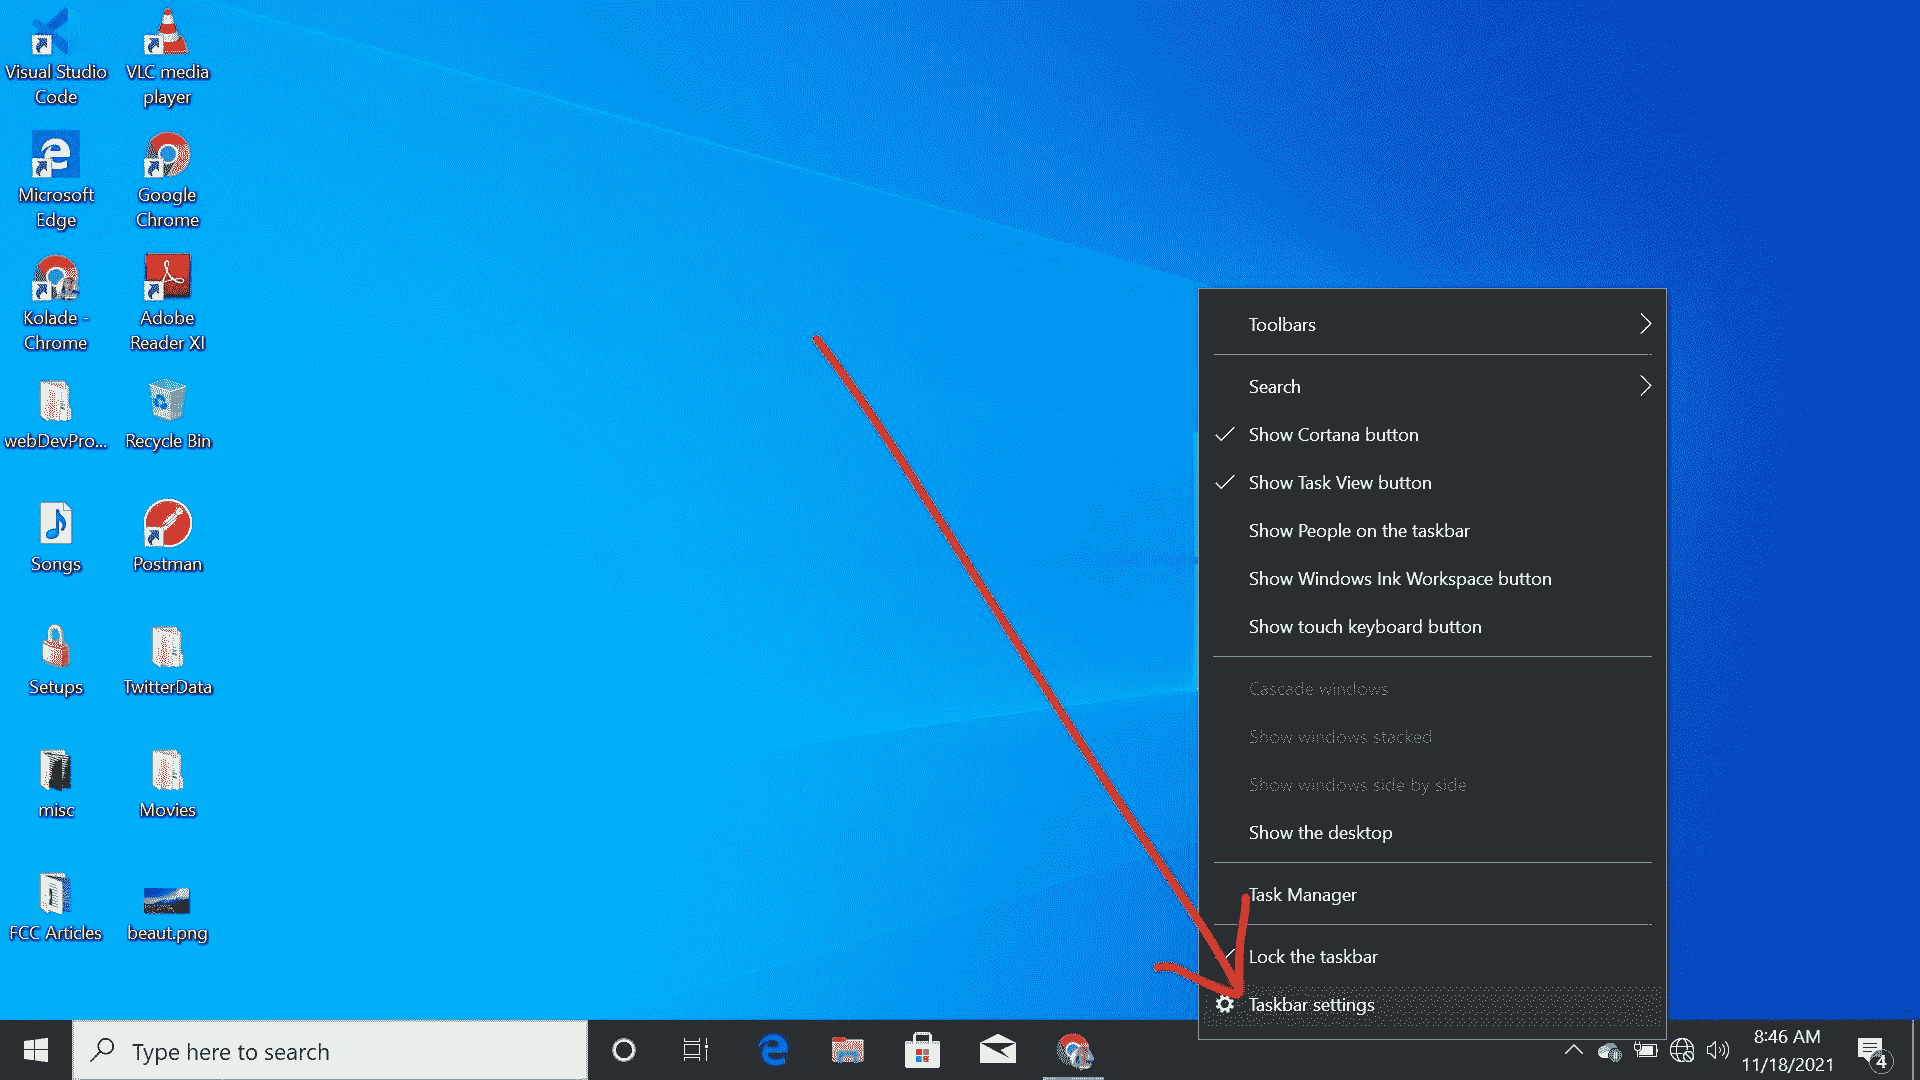 Visual Studio
Code
VLC media
player
Microsoft
Edge
Google
Chrome
Kolade -
Chrome
Adobe
Reader XI
webDevPro...
Recycle Bin
Songs
Postman
Setups
TwitterData
misc
Movies
FCC Articles
beaut.png
Toolbars
Search
Show Cortana button
Show Task View button
Show People on the taskbar
Show Windows Ink Workspace button
Show touch keyboard button
Cascade windows
Show windows stacked
Show windows side by side
Show the desktop
Task Manager
Lock the taskbar
Taskbar settings
Type here to search
8:46 AM
11/18/2021
4